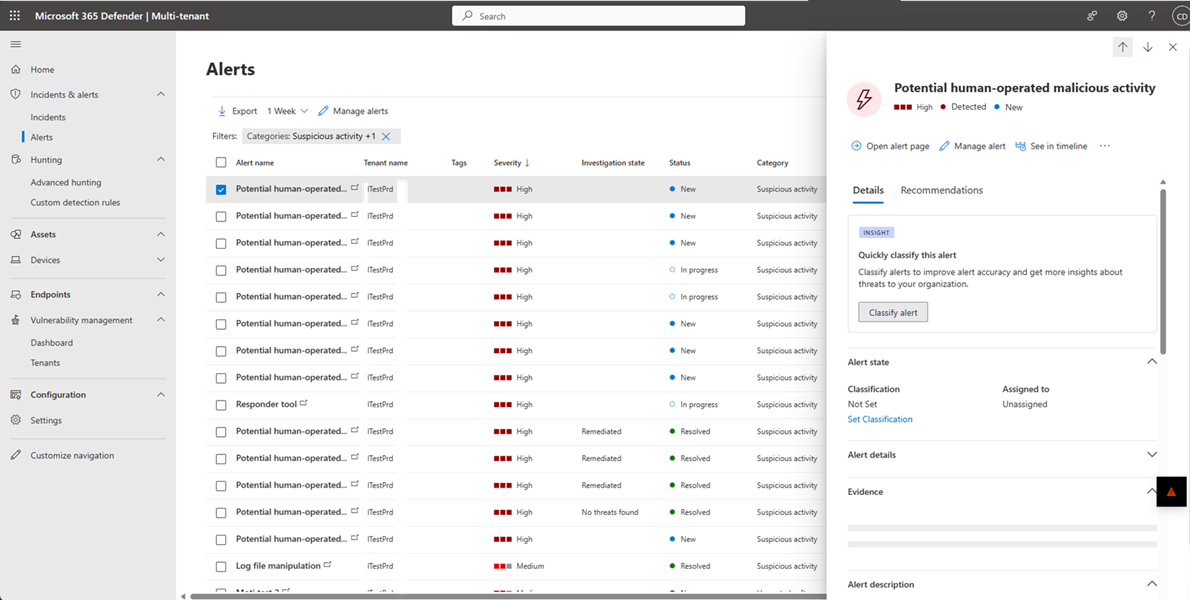 Microsoft 365 Defender | Multi-tenant
Search
?
CD
Home
Incidents & alerts
Incidents
Alerts
Hunting
Advanced hunting
Custom detection rules
Assets
Devices
Endpoints
Vulnerability management
Dashboard
Tenants
Configuration
Settings
Customize navigation
Alerts
Export 1 Week Manage alerts
Filters: Categories: Suspicious activity +1
Alert name Tenant name Tags Severity ↓ Investigation state Status Category
Potential human-operated... ITestPrd High New Suspicious activity
Potential human-operated... ITestPrd High New Suspicious activity
Potential human-operated... ITestPrd High New Suspicious activity
Potential human-operated... ITestPrd High In progress Suspicious activity
Potential human-operated... ITestPrd High In progress Suspicious activity
Potential human-operated... ITestPrd High New Suspicious activity
Potential human-operated... ITestPrd High New Suspicious activity
Potential human-operated... ITestPrd High New Suspicious activity
Responder tool ITestPrd High In progress Suspicious activity
Potential human-operated... ITestPrd High Remediated Resolved Suspicious activity
Potential human-operated... ITestPrd High Remediated Resolved Suspicious activity
Potential human-operated... ITestPrd High Remediated Resolved Suspicious activity
Potential human-operated... ITestPrd High No threats found Resolved Suspicious activity
Potential human-operated... ITestPrd High New Suspicious activity
Log file manipulation ITestPrd Medium Resolved Suspicious activity
Potential human-operated malicious activity
High Detected New
Open alert page Manage alert See in timeline ...
Details Recommendations
INSIGHT
Quickly classify this alert
Classify alerts to improve alert accuracy and get more insights about
threats to your organization.
Classify alert
Alert state
Classification Assigned to
Not Set Unassigned
Set Classification
Alert details
Evidence
Alert description